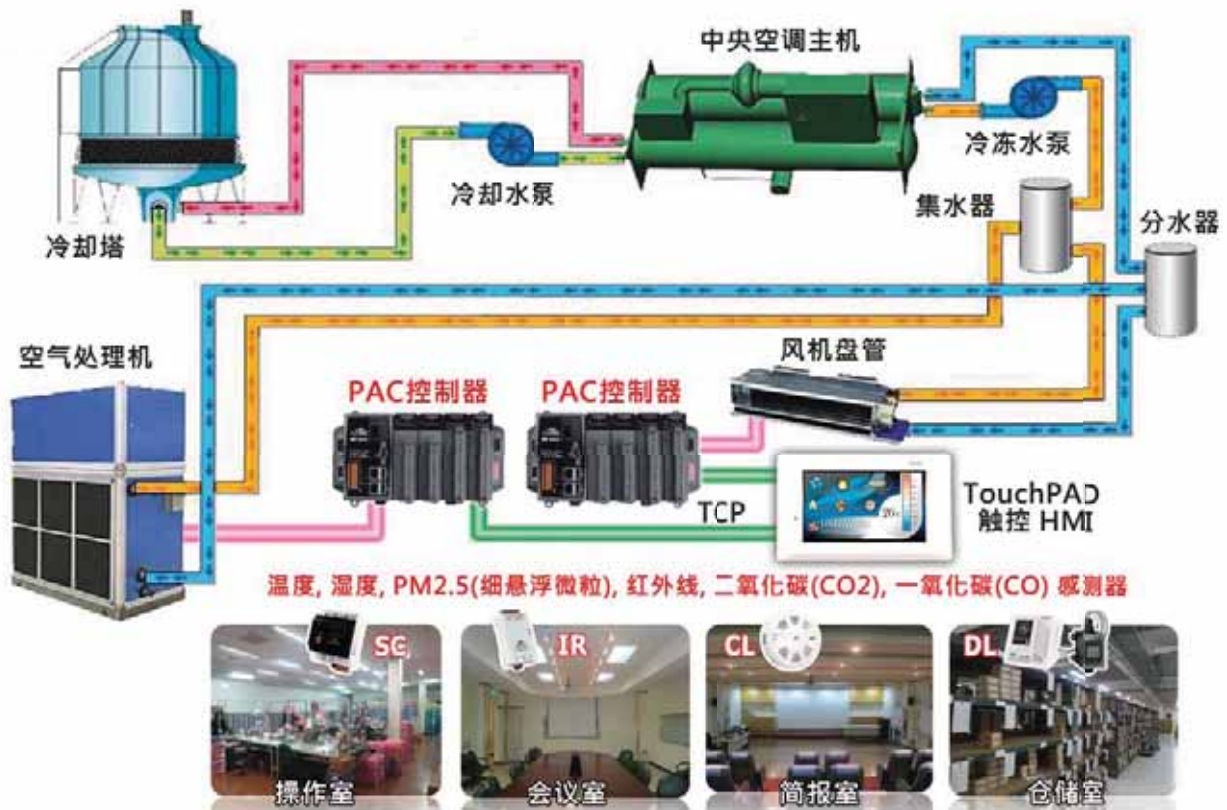 中央空调主机
冷冻水泵
冷却水泵
集水器
分水器
冷却塔
空气处理机
风机盘管
PAC控制器
PAC控制器
TouchPAD
触控 HMI
TCP
温度, 湿度, PM2.5(细悬浮微粒), 红外线, 二氧化碳(CO2), 一氧化碳(CO) 感测器
SC
IR
CL
DL
操作室
会议室
简报室
仓储室